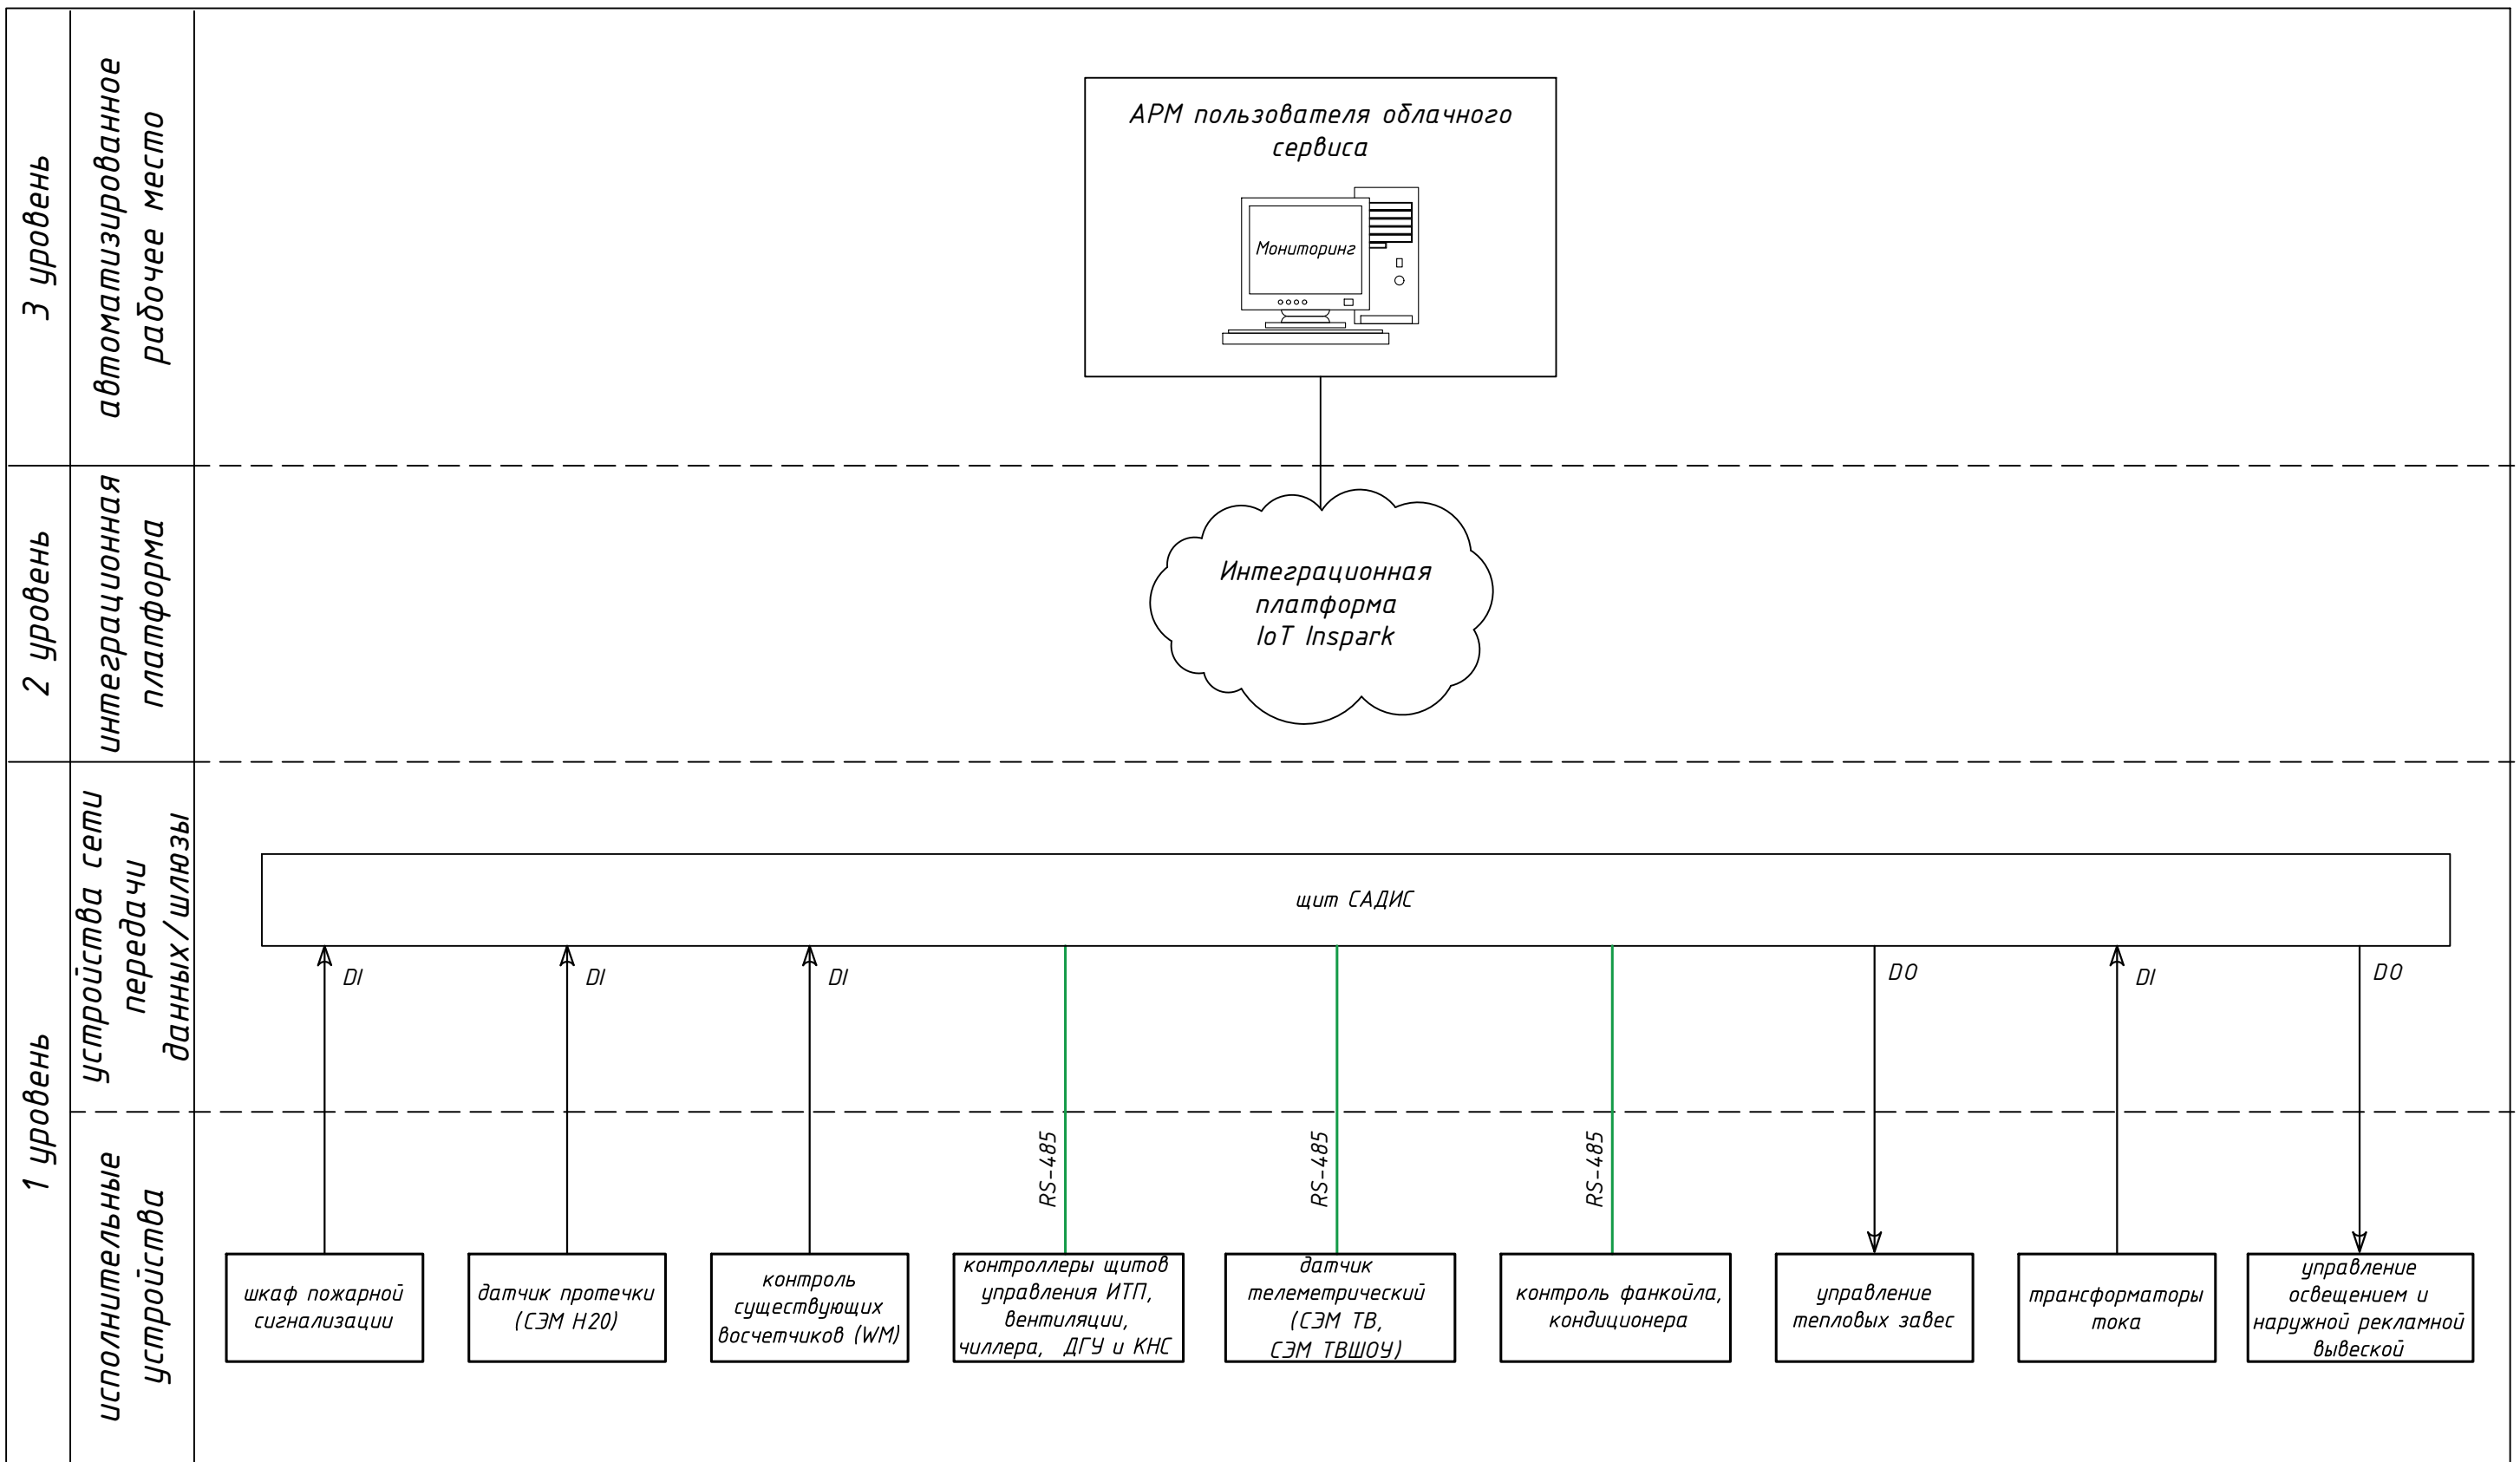 3 уровень
автоматизированное
рабочее место
АРМ пользователя облачного
сервиса
Мониторинг
2 уровень
интеграционная
платформа
Интеграционная
платформа
IoT Inspark
1 уровень
устройства сети
передачи
данных/шлюзы
щит САДИС
DI
DI
DI
DO
DI
DO
исполнительные
устройства
RS-485
RS-485
RS-485
шкаф пожарной
сигнализации
датчик протечки
(СЭМ Н20)
контроль
существующих
восчетчиков (WM)
контроллеры щитов
управления ИТП,
вентиляции,
чиллера, ДГУ и КНС
датчик
телеметрический
(СЭМ ТВ,
СЭМ ТВШОУ)
контроль фанкойла,
кондиционера
управление
тепловых завес
трансформаторы
тока
управление
освещением и
наружной рекламной
вывеской